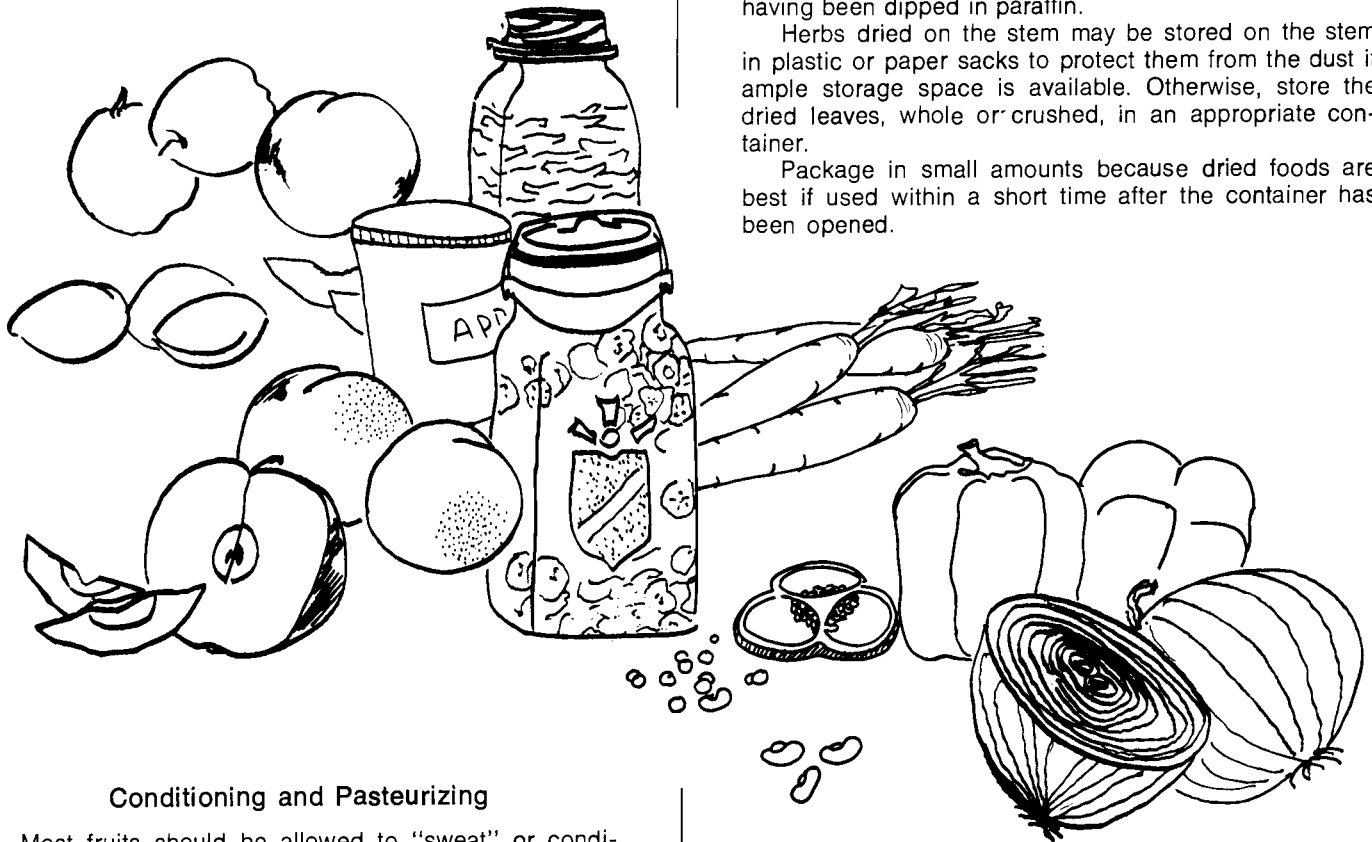 having been dipped in paraffin.
Herbs dried on the stem may be stored on the stem
in plastic or paper sacks to protect them from the dust if
ample storage space is available. Otherwise, store the
dried leaves, whole or crushed, in an appropriate con-
tainer.
Package in small amounts because dried foods are
best if used within a short time after the container has
been opened.
Conditioning and Pasteurizing
Most fruits should be allowed to "sweat" or condi-